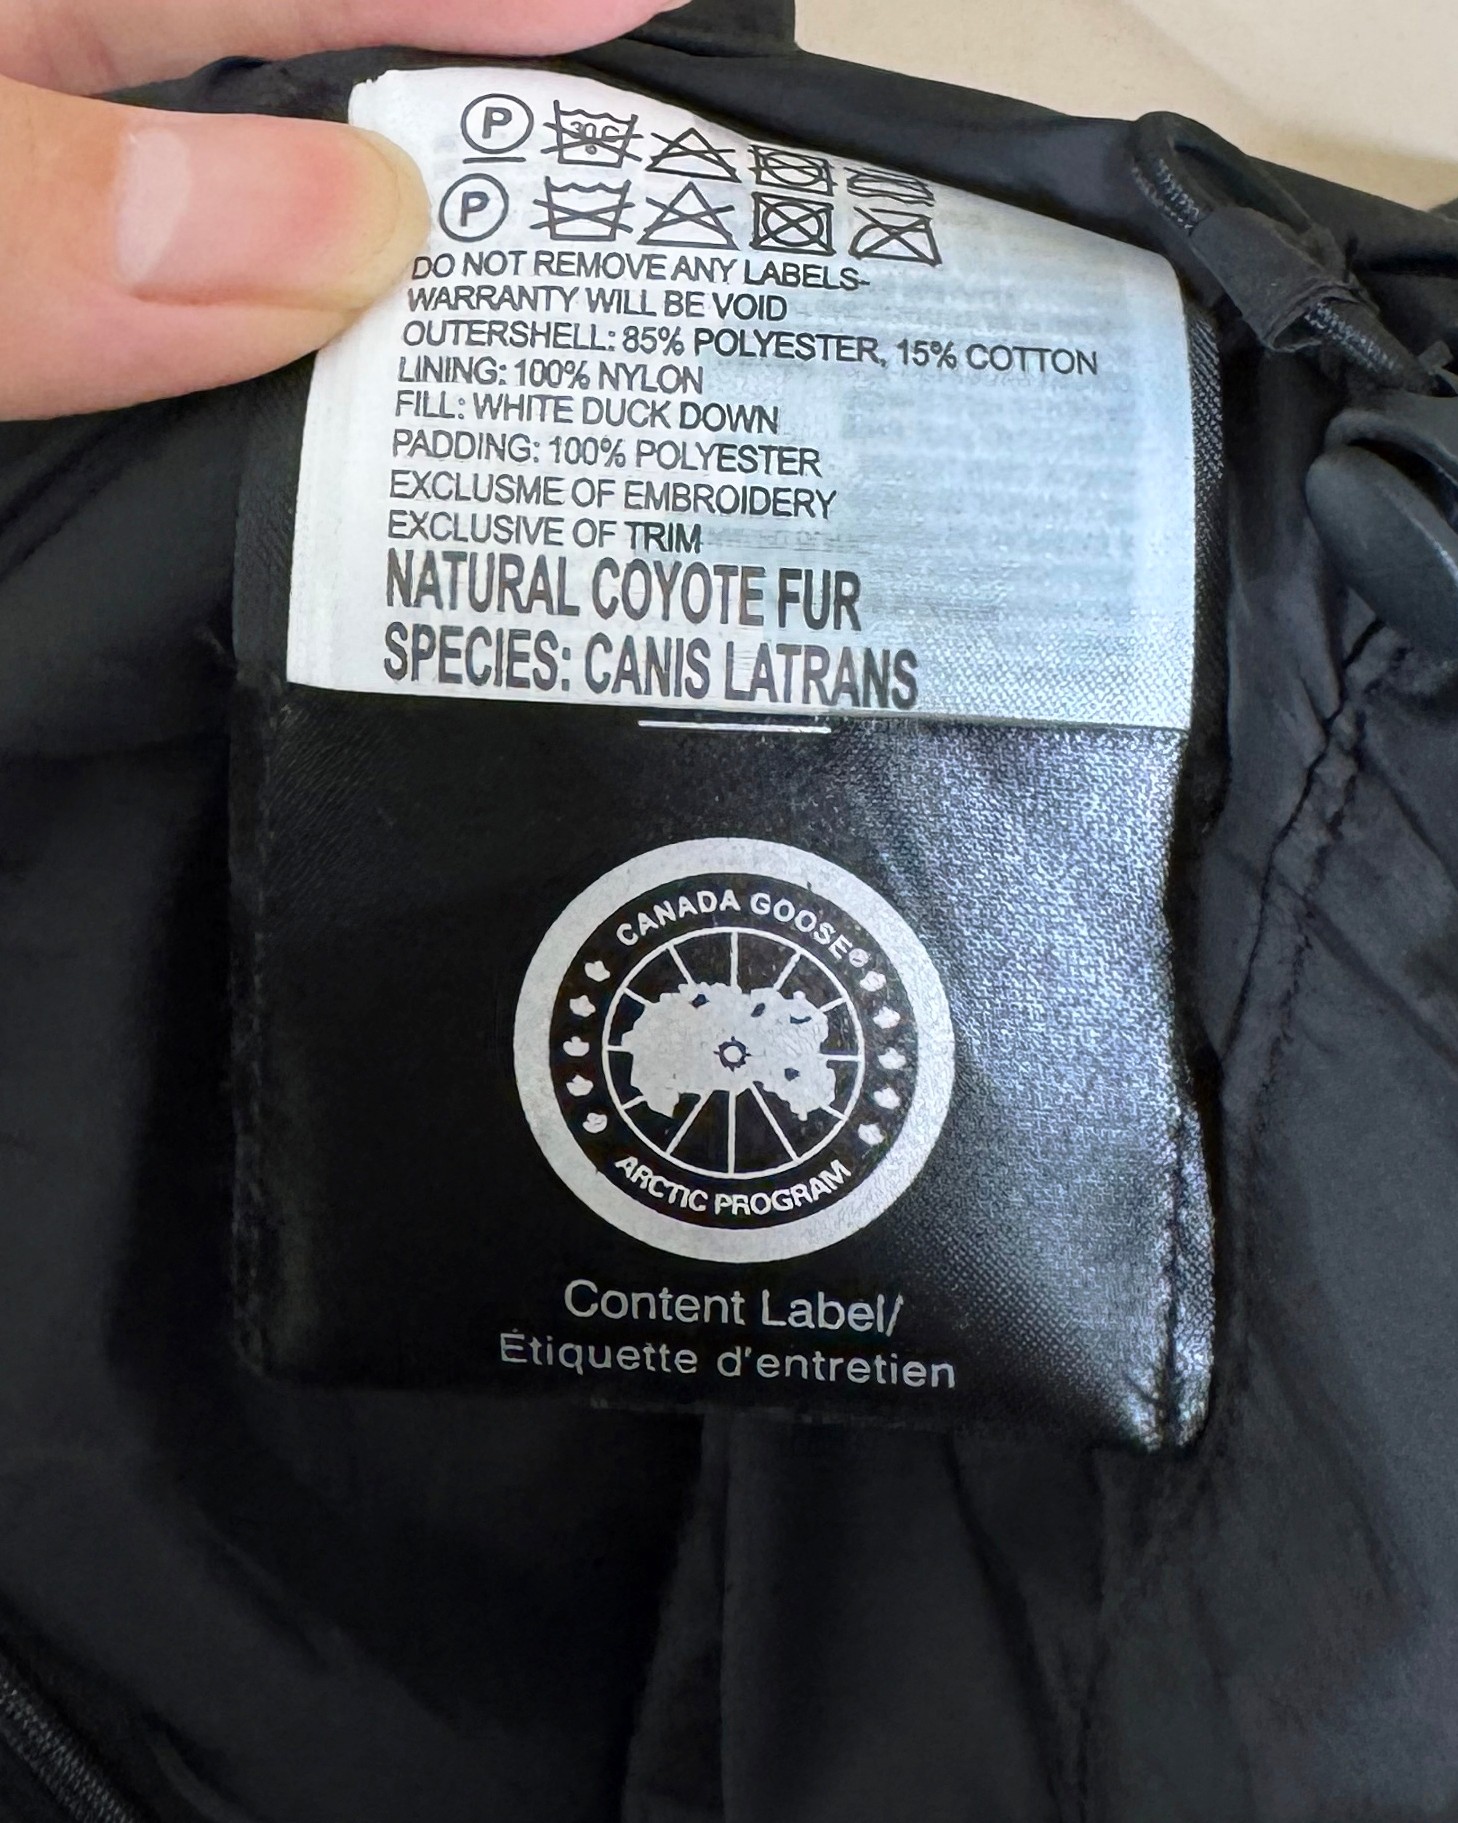 P 30C
P
DO NOT REMOVE ANY LABELS-
WARRANTY WILL BE VOID
OUTERSHELL: 85% POLYESTER, 15% COTTON
LINING: 100% NYLON
FILL: WHITE DUCK DOWN
PADDING: 100% POLYESTER
EXCLUSME OF EMBROIDERY
EXCLUSIVE OF TRIM
NATURAL COYOTE FUR
SPECIES: CANIS LATRANS
CANADA GOOSE®
ARCTIC PROGRAM
Content Label/
Étiquette d'entretien